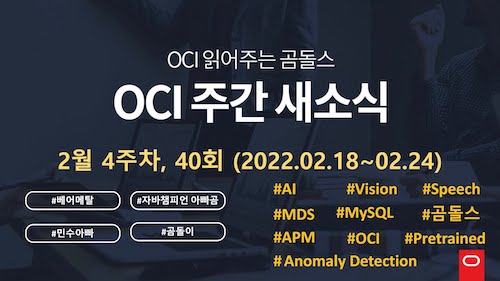 OCI 읽어주는 곰돌스
OCI 주간 새소식
2월 4주차, 40회 (2022.02.18~02.24)
#베어메탈 #자바챔피언 아빠곰
#민수아빠 #곰돌이
#AI #Vision #Speech
#MDS #MySQL #곰돌스
#APM #OCI #Pretrained
#Anomaly Detection